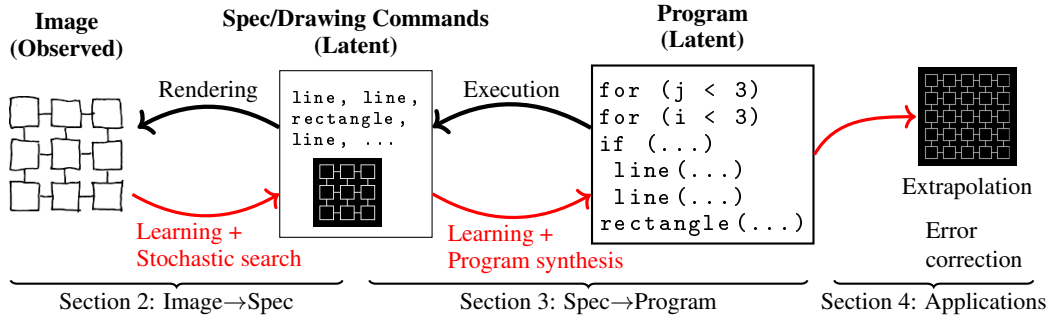 Image
(Observed)
Spec/Drawing Commands
(Latent)
Program
(Latent)
Rendering
line, line,
rectangle,
line, ...
Execution
for (j < 3)
for (i < 3)
if (...)
line(...)
line(...)
rectangle(...)
Extrapolation
Learning +
Stochastic search
Learning +
Program synthesis
Error
correction
Section 2: Image→Spec
Section 3: Spec→Program
Section 4: Applications